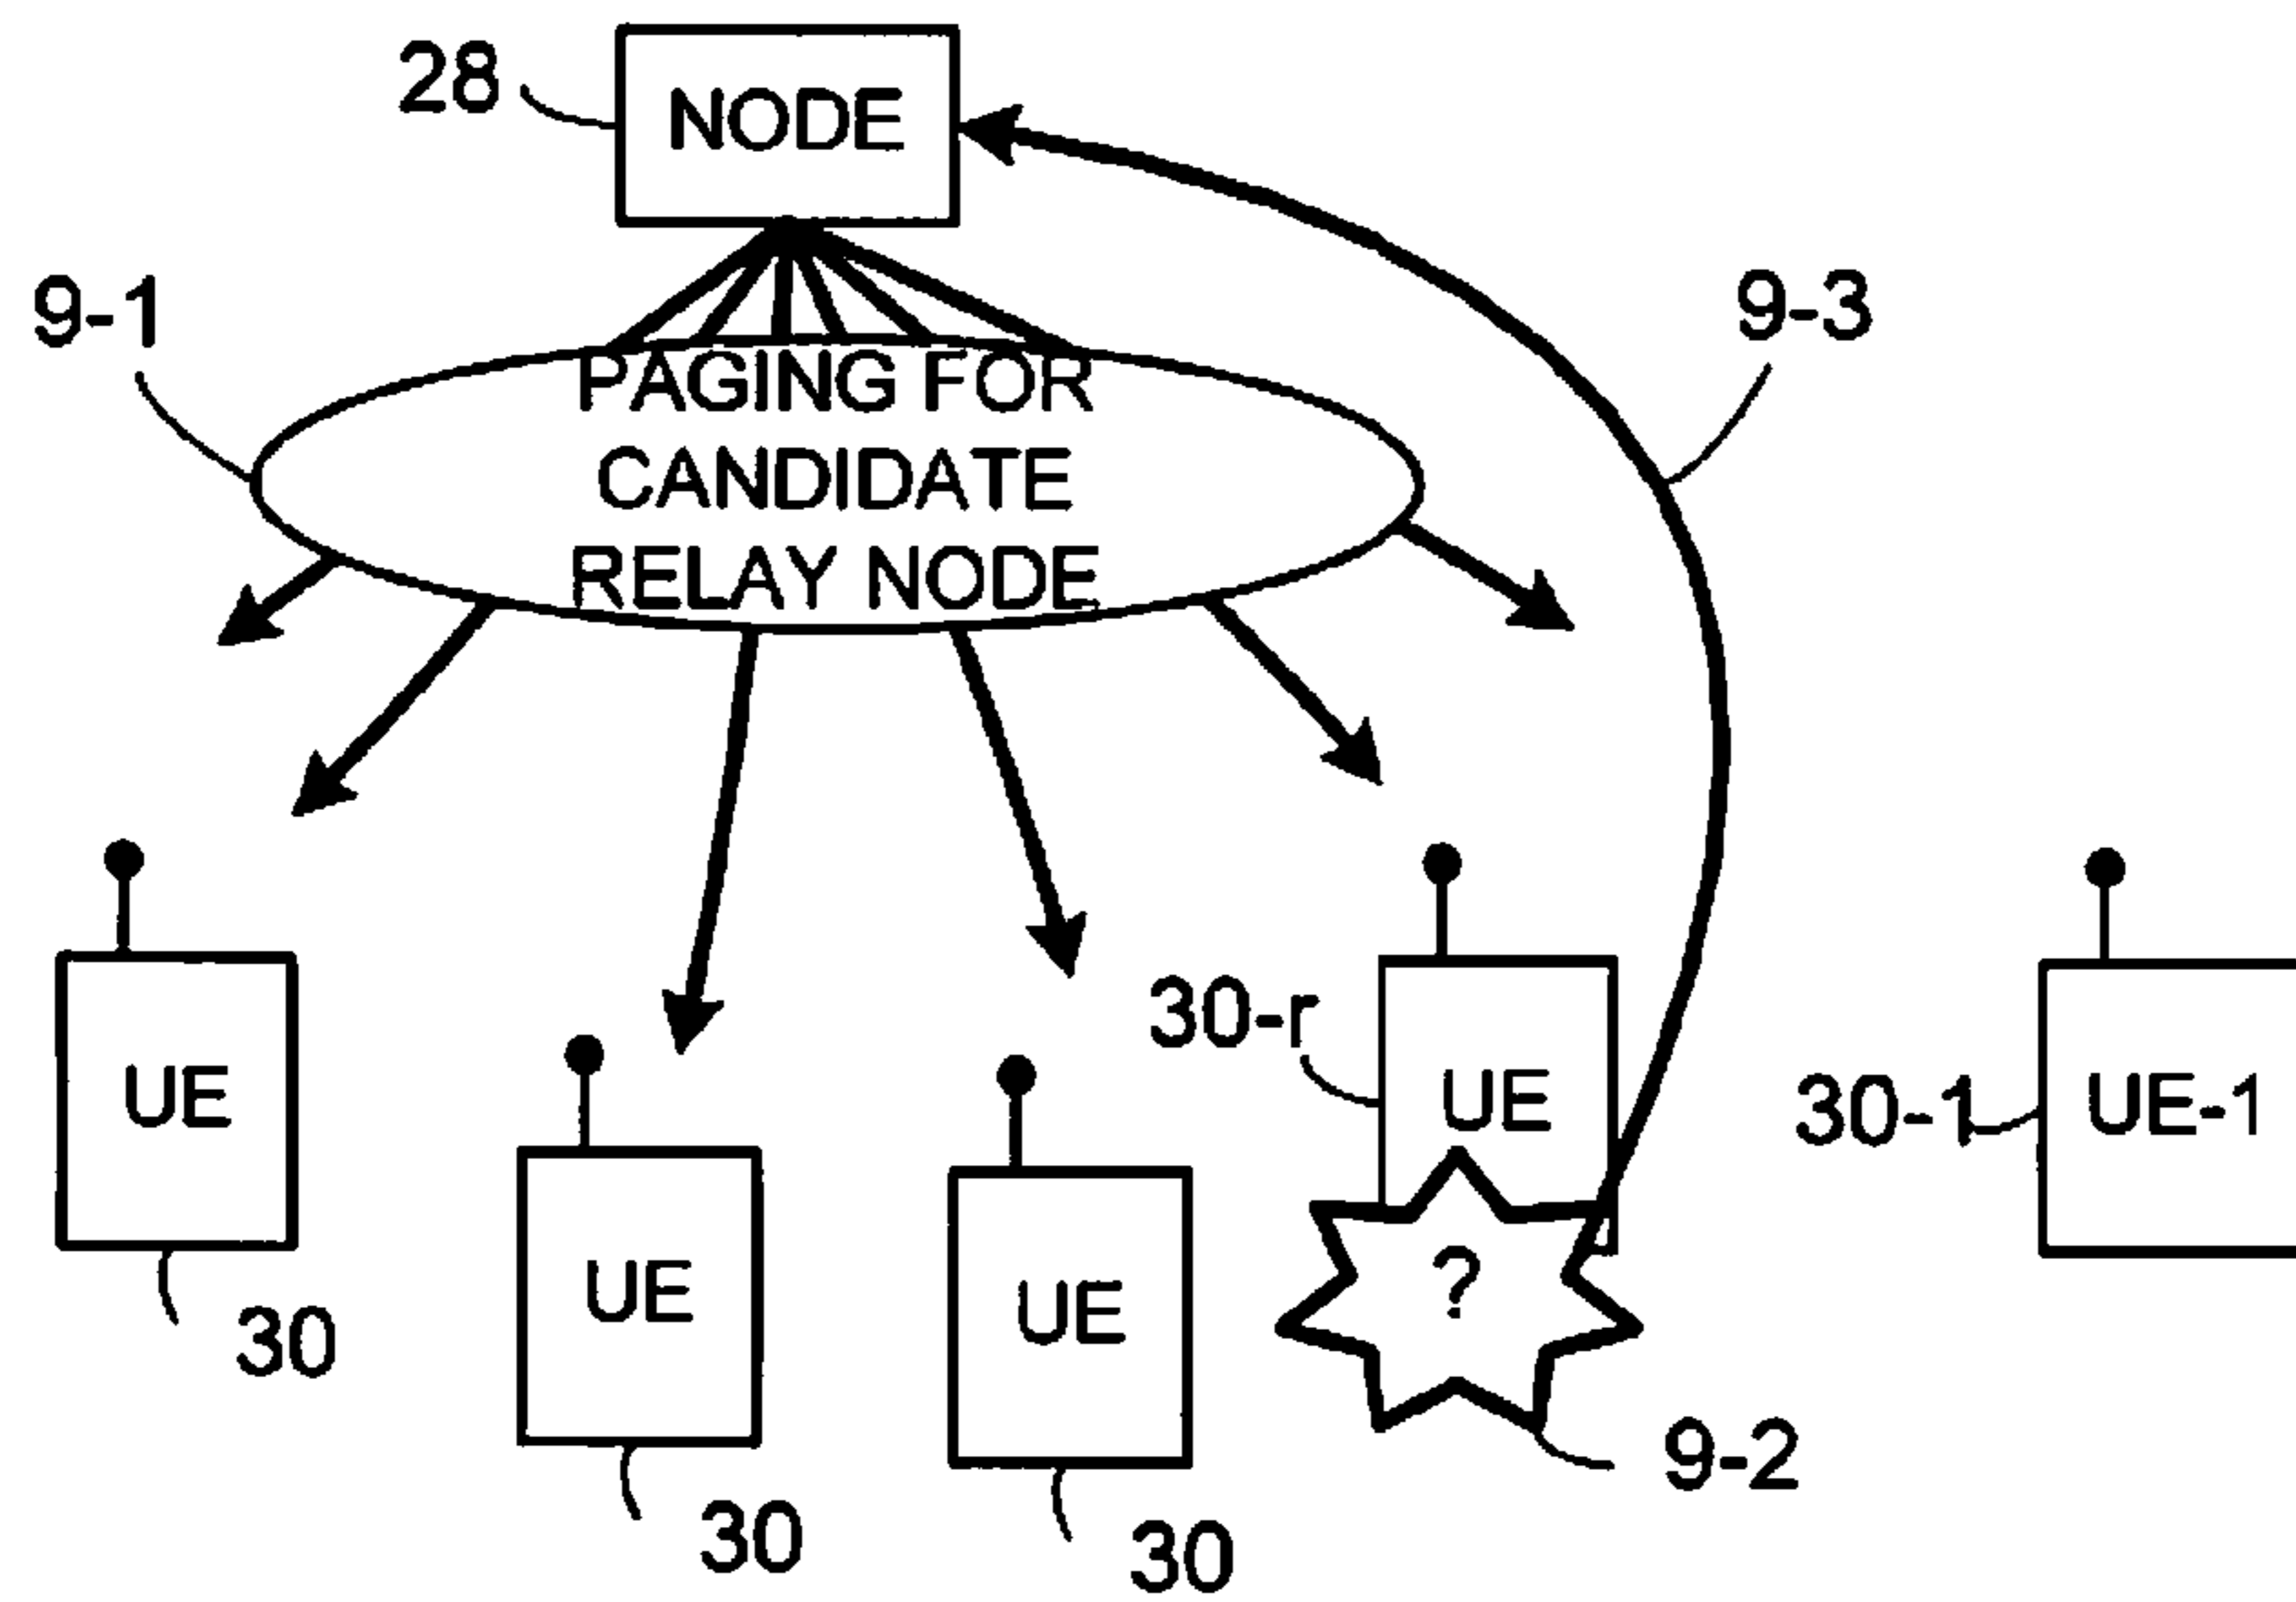 28
NODE
9-1
9-3
PAGING FOR
CANDIDATE
RELAY NODE
30-r
UE
UE
30-1
UE-1
UE
UE
?
30
9-2
30
30